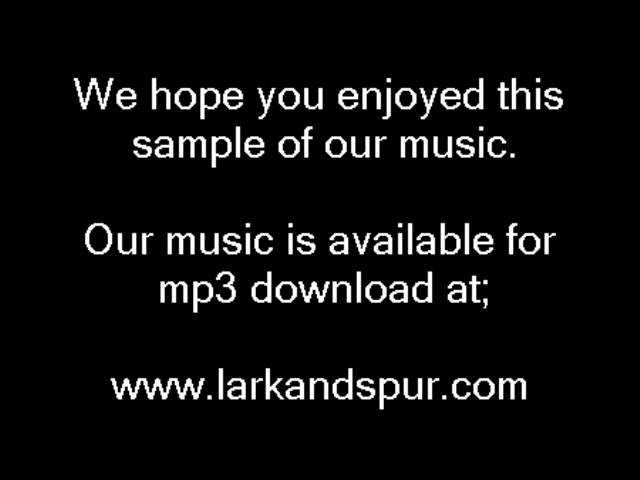 We hope you enjoyed this
sample of our music.
Our music is available for
mp3 download at;
www.larkandspur.com